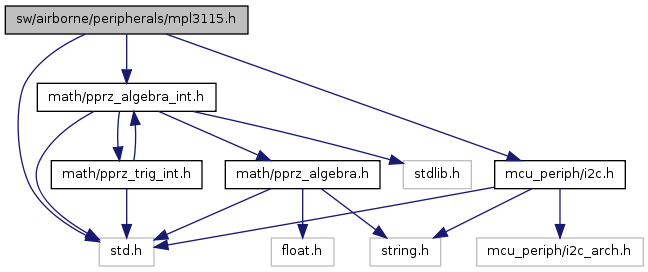 sw/airborne/peripherals/mpl3115.h
math/pprz_algebra_int.h
math/pprz_trig_int.h
math/pprz_algebra.h
stdlib.h
mcu_periph/i2c.h
std.h
float.h
string.h
mcu_periph/i2c_arch.h